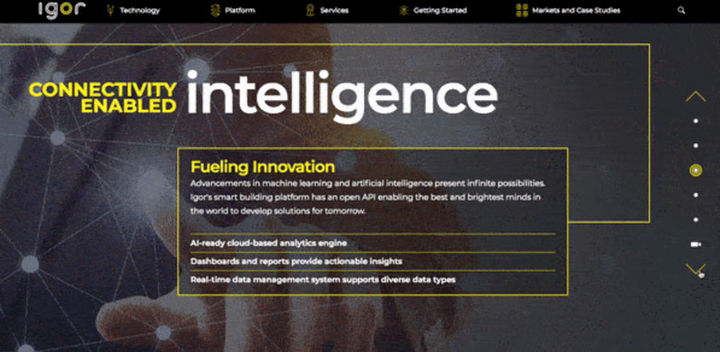 igor
Technology
Platform
Services
Getting Started
Markets and Case Studies
CONNECTIVITY
ENABLED
intelligence
Fueling Innovation
Advancements in machine learning and artificial intelligence present infinite possibilities.
Igor's smart building platform has an open API enabling the best and brightest minds in
the world to develop solutions for tomorrow.
AI-ready cloud-based analytics engine
Dashboards and reports provide actionable insights
Real-time data management system supports diverse data types